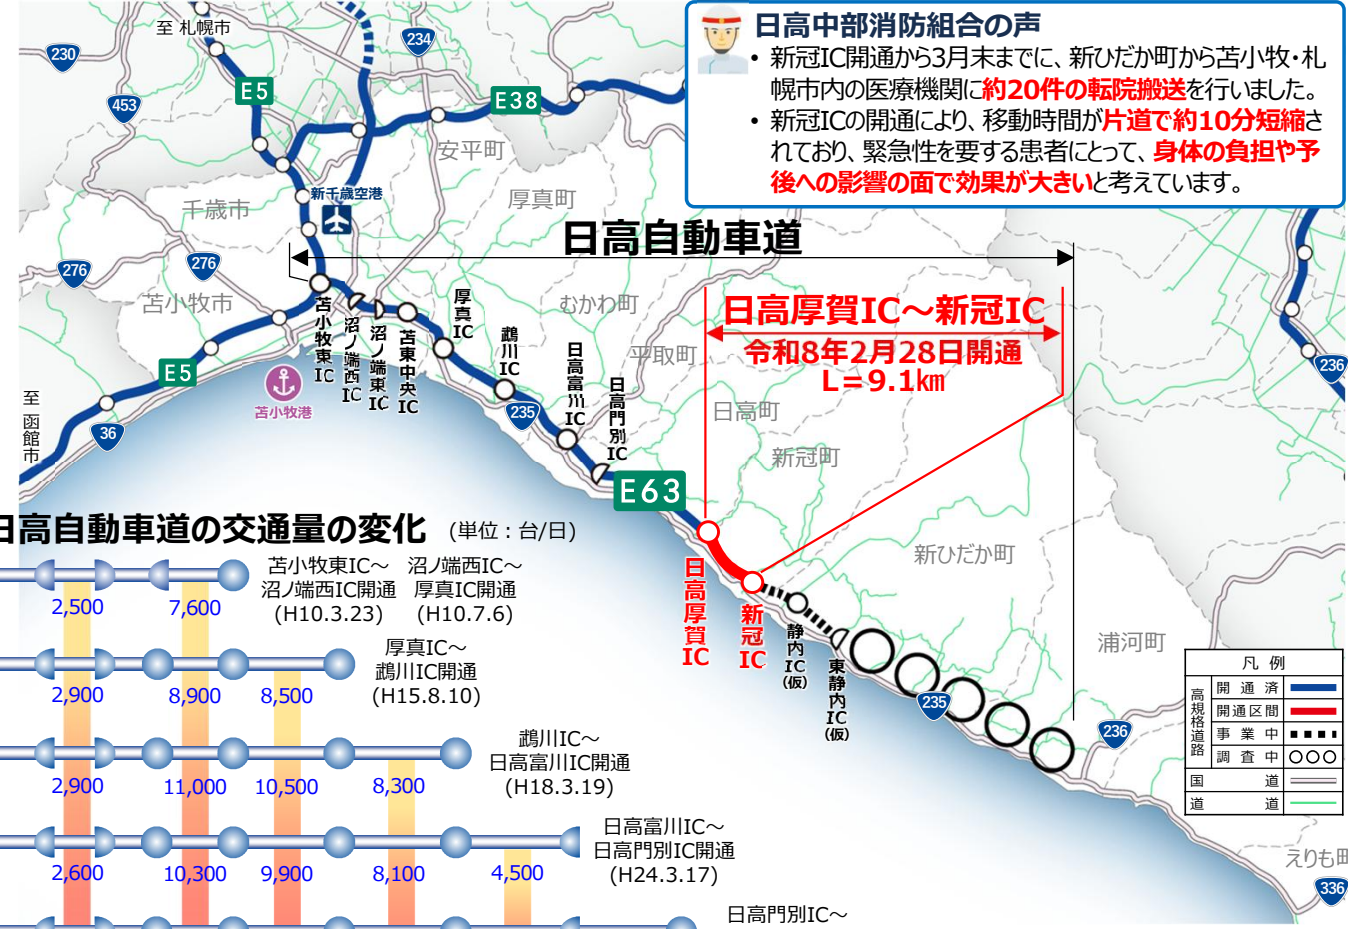 日高中部消防組合の声
• 新冠IC開通から3月末までに、新ひだか町から苫小牧・札
幌市内の医療機関に約20件の転院搬送を行いました。
• 新冠ICの開通により、移動時間が片道で約10分短縮さ
れており、緊急性を要する患者にとって、身体の負担や予
後への影響の面で効果が大きいと考えています。
至 札幌市
230
234
453
E5
E38
安平町
新千歳空港
厚真町
千歳市
日高自動車道
276
276
苫小牧市
むかわ町
平取町
日高厚賀IC～新冠IC
令和8年2月28日開通
L＝9.1㎞
苫小牧東IC
沼ノ端西IC
沼ノ端東IC
苫東中央IC
厚真IC
鵡川IC
日高富川IC
日高門別IC
236
E5
苫小牧港
235
至 函館市
36
日高町
新冠町
E63
新ひだか町
日高厚賀IC
新冠IC
静内IC(仮)
東静内IC(仮)
235
浦河町
236
えりも町
336
凡 例
高規格道路
開 通 済
開通区間
事 業 中
調 査 中
国 道
道 道
日高自動車道の交通量の変化 (単位：台/日)
苫小牧東IC～
沼ノ端西IC開通
(H10.3.23)
沼ノ端西IC～
厚真IC開通
(H10.7.6)
2,500 7,600
厚真IC～
鵡川IC開通
(H15.8.10)
2,900 8,900 8,500
鵡川IC～
日高富川IC開通
(H18.3.19)
2,900 11,000 10,500 8,300
日高富川IC～
日高門別IC開通
(H24.3.17)
2,600 10,300 9,900 8,100 4,500
日高門別IC～